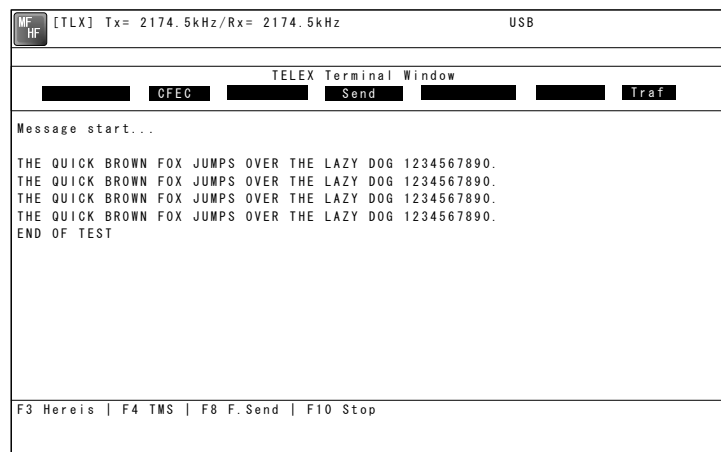 MF HF [TLX] Tx= 2174.5kHz/Rx= 2174.5kHz USB
TELEX Terminal Window
CFEC Send Traf
Message start...
THE QUICK BROWN FOX JUMPS OVER THE LAZY DOG 1234567890.
THE QUICK BROWN FOX JUMPS OVER THE LAZY DOG 1234567890.
THE QUICK BROWN FOX JUMPS OVER THE LAZY DOG 1234567890.
THE QUICK BROWN FOX JUMPS OVER THE LAZY DOG 1234567890.
END OF TEST
F3 Hereis | F4 TMS | F8 F.Send | F10 Stop